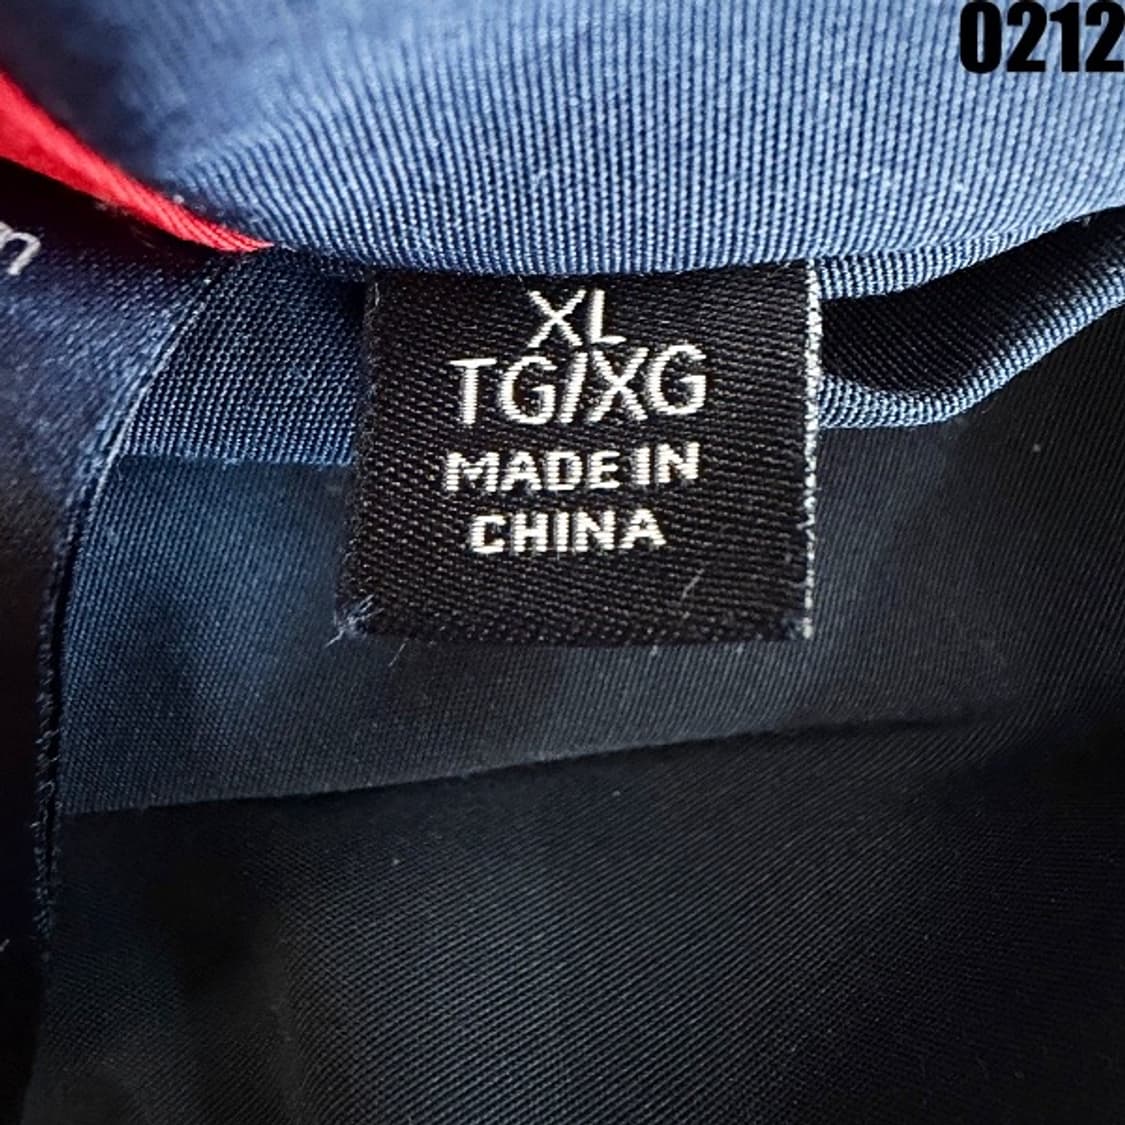 0212
XL
TG/XG
MADE IN
CHINA